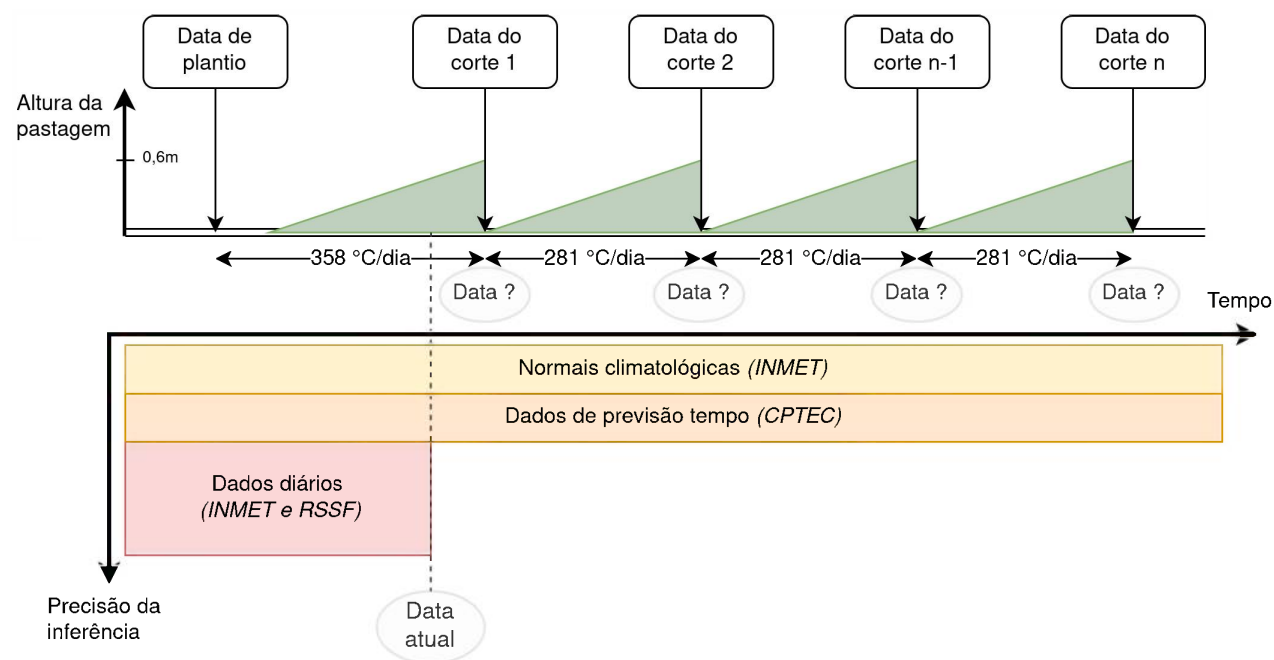 Data de
plantio
Data do
corte 1
Data do
corte 2
Data do
corte n-1
Data do
corte n
Altura da
pastagem
0,6m
358 °C/dia
281 °C/dia
281 °C/dia
281 °C/dia
Data ?
Data ?
Data ?
Data ?
Tempo
Normais climatológicas (INMET)
Dados de previsão tempo (CPTEC)
Dados diários
(INMET e RSSF)
Precisão da
inferência
Data
atual